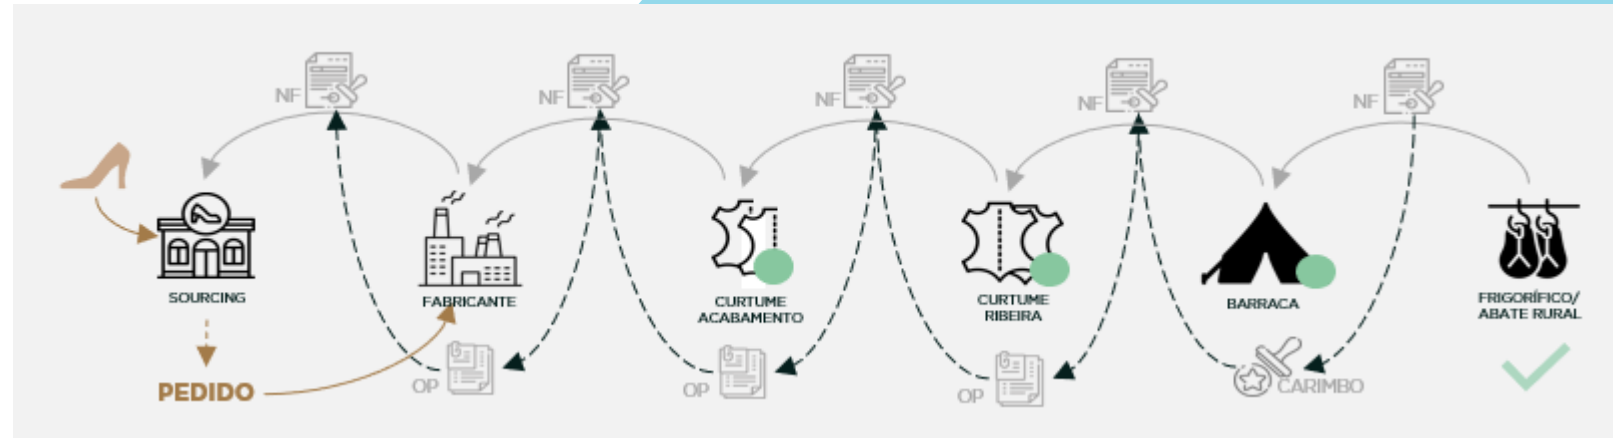 NF
NF
NF
NF
NF
SOURCING
FABRICANTE
CURTUME
ACABAMENTO
CURTUME
RIBEIRA
BARRACA
FRIGORÍFICO/
ABATE RURAL
PEDIDO
OP
OP
OP
CARIMBO